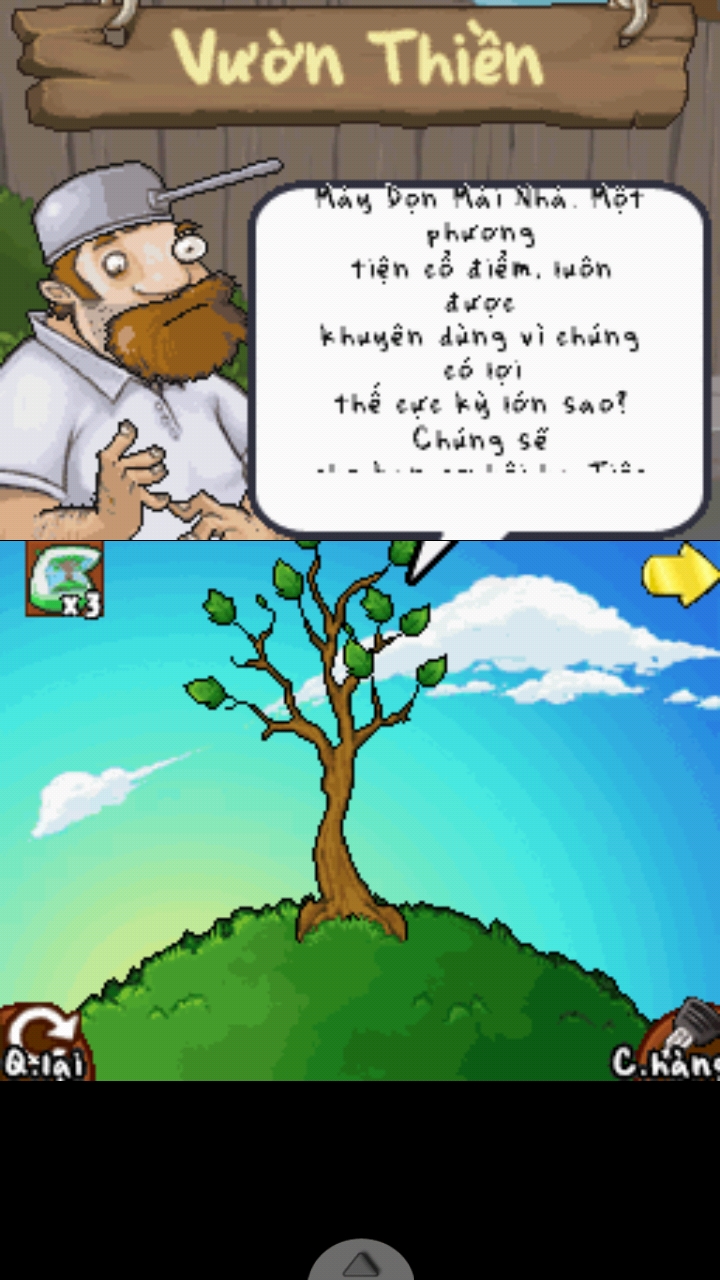 Vườn Thiền
Máy Dọn Mái Nhà. Một
phương
tiện cổ điểm, luôn
được
khuyên dùng vì chúng
có lợi
thế cực kỳ lớn sao?
Chúng sẽ
x3
Q.lại
C.hàng